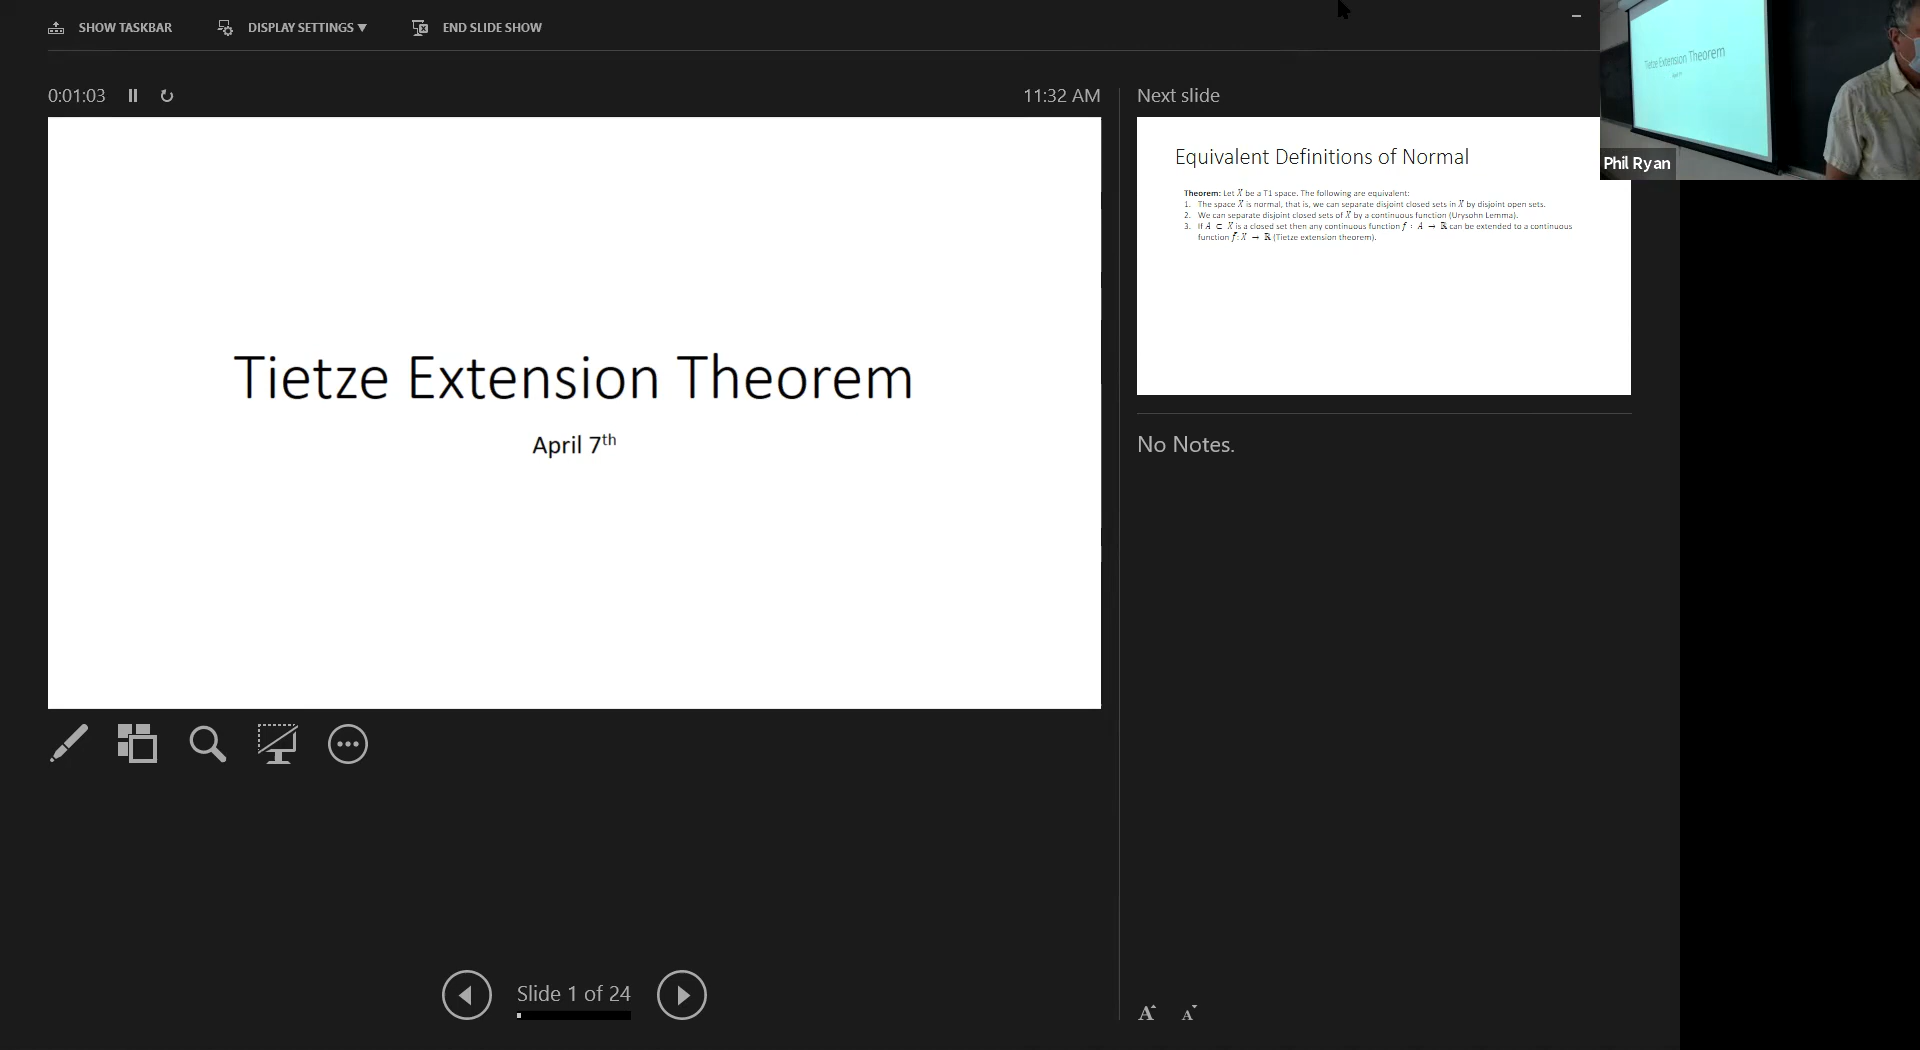 SHOW TASKBAR
DISPLAY SETTINGS ▼
END SLIDE SHOW
0:01:03
11:32 AM
Next slide
Tietze Extension Theorem
April 7th
Equivalent Definitions of Normal
Theorem: Let X be a T1 space. The following are equivalent:
1. The space X is normal, that is, we can separate disjoint closed sets in X by disjoint open sets.
2. We can separate disjoint closed sets of X by a continuous function (Urysohn Lemma).
3. If A ⊂ X is a closed set then any continuous function f : A → ℝ can be extended to a continuous
function f̄: X → ℝ (Tietze extension theorem).
Tietze Extension Theorem
Phil Ryan
No Notes.
Slide 1 of 24
A A